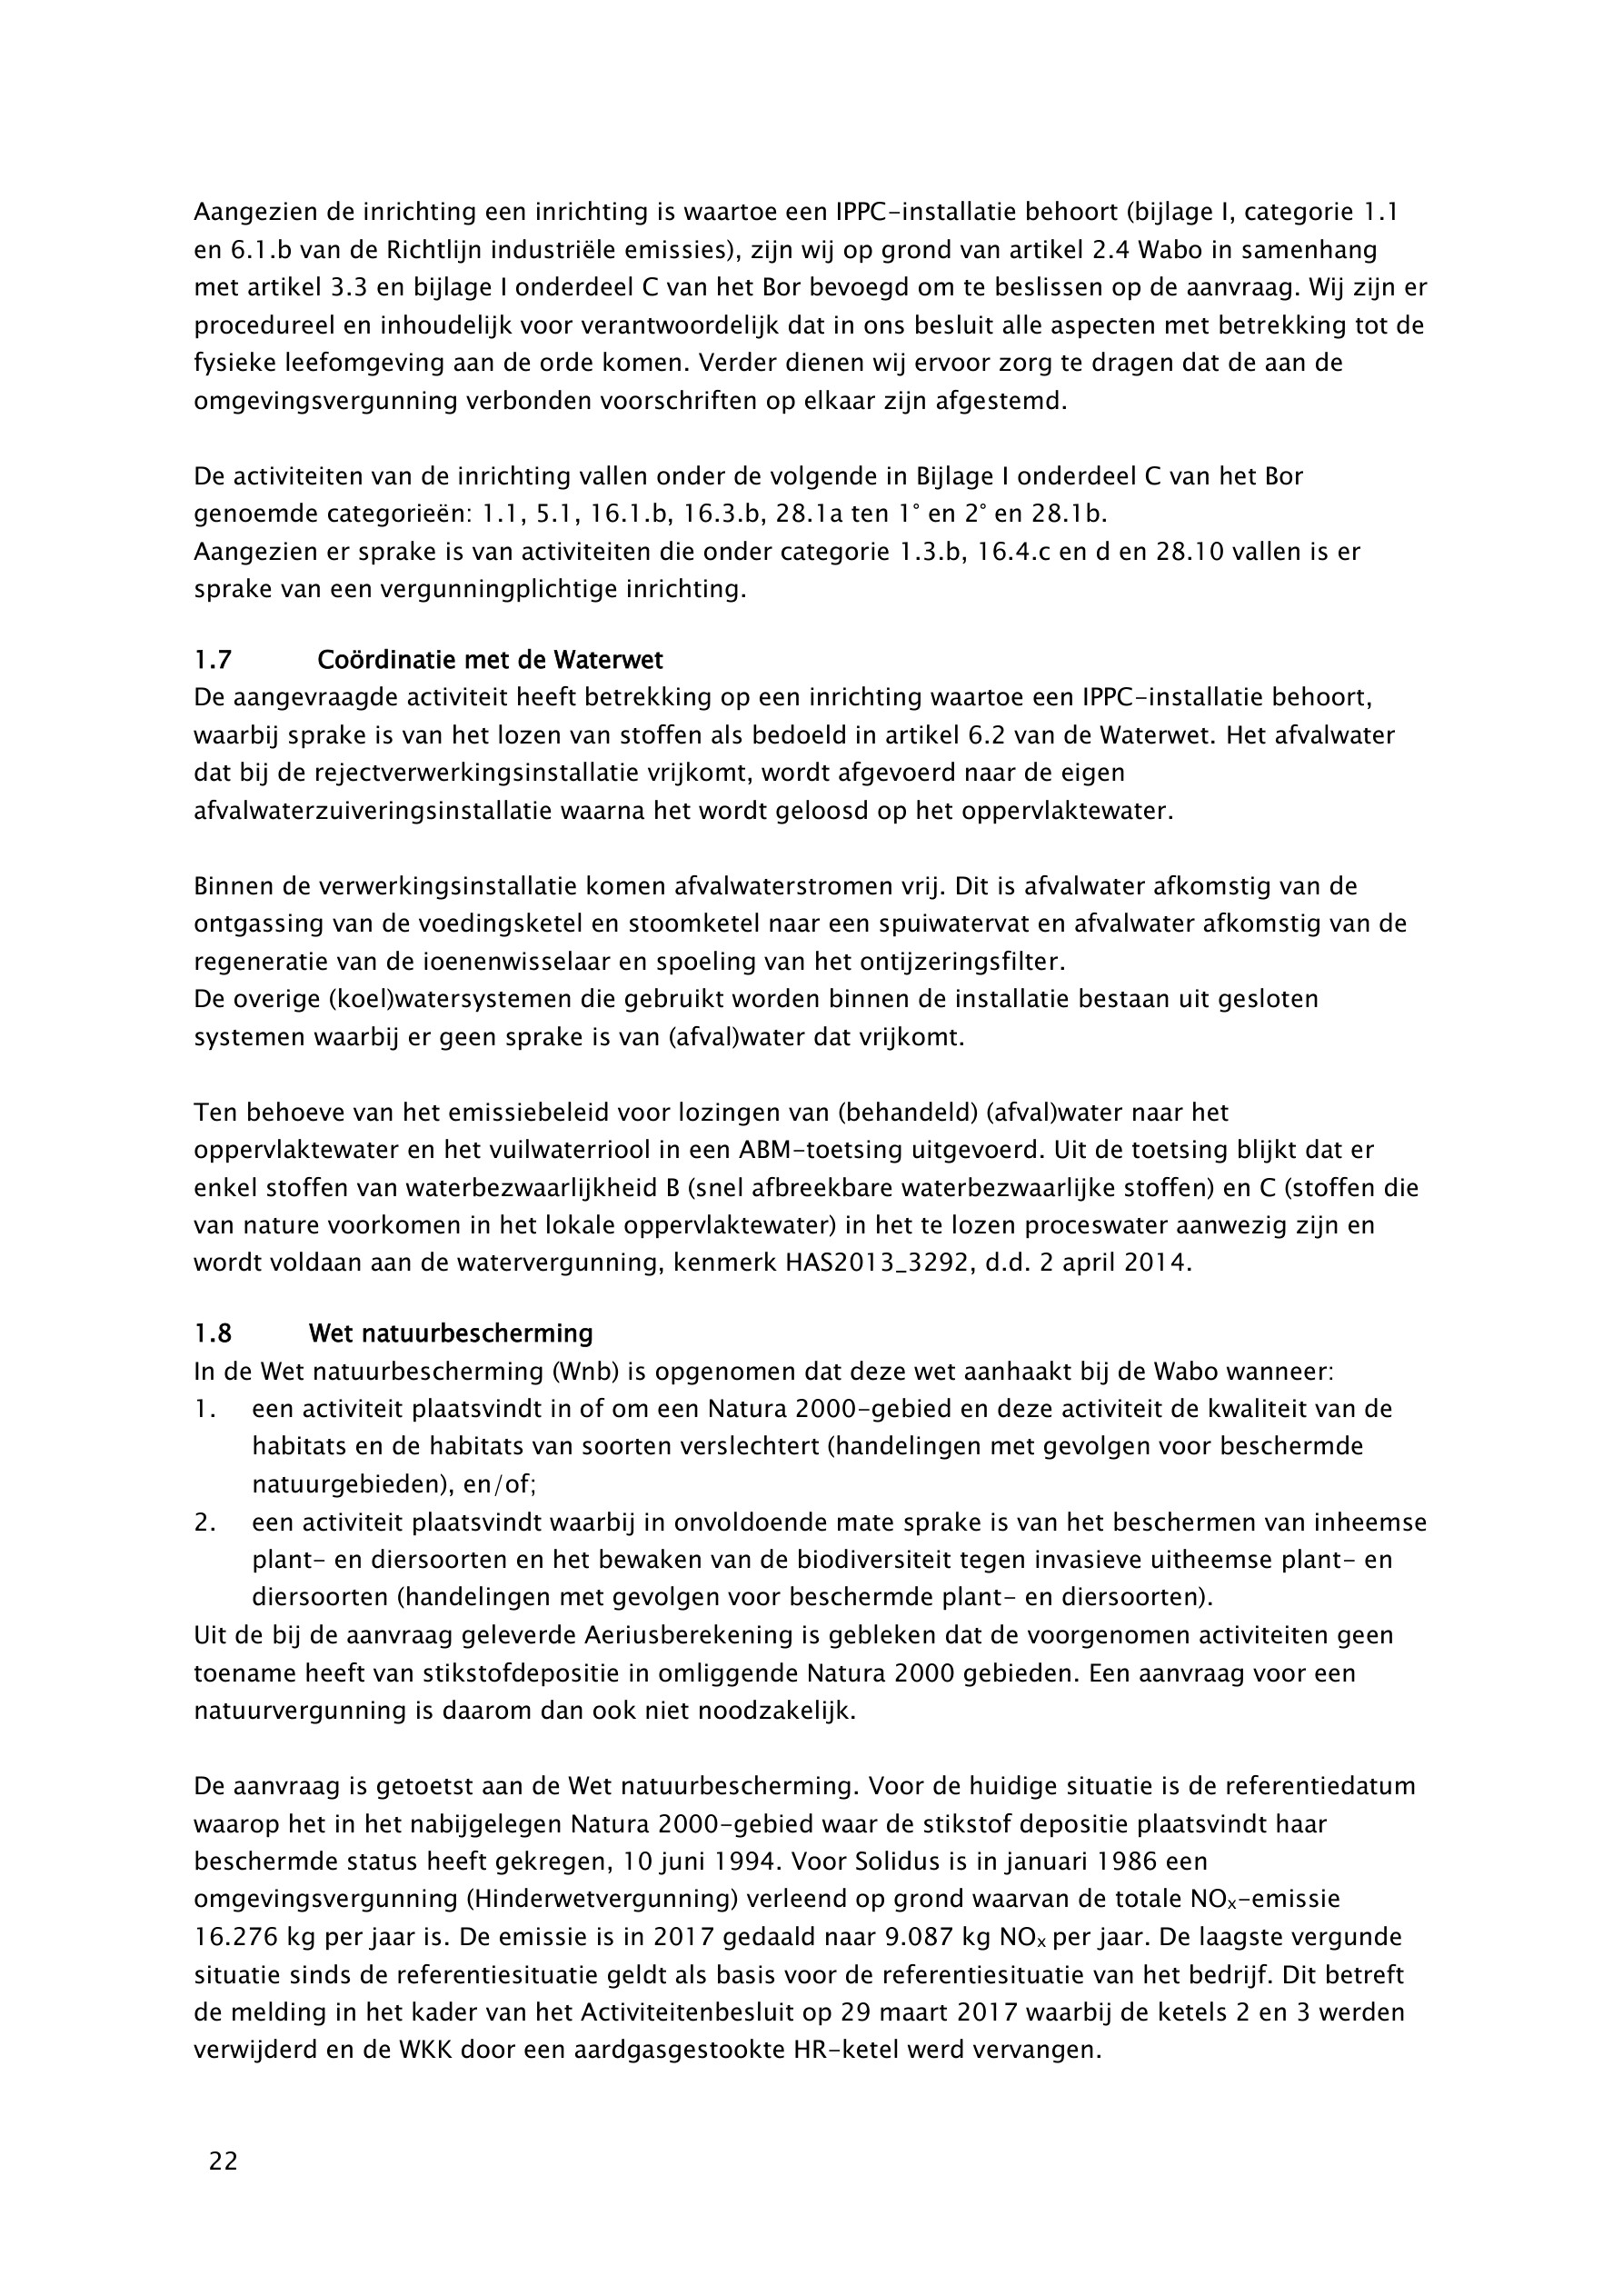 Aangezien de inrichting een inrichting is waartoe een IPPC-installatie behoort (bijlage I, categorie 1.1
en 6.1.b van de Richtlijn industriële emissies), zijn wij op grond van artikel 2.4 Wabo in samenhang
met artikel 3.3 en bijlage I onderdeel C van het Bor bevoegd om te beslissen op de aanvraag. Wij zijn er
procedureel en inhoudelijk voor verantwoordelijk dat in ons besluit alle aspecten met betrekking tot de
fysieke leefomgeving aan de orde komen. Verder dienen wij ervoor zorg te dragen dat de aan de
omgevingsvergunning verbonden voorschriften op elkaar zijn afgestemd.

De activiteiten van de inrichting vallen onder de volgende in Bijlage I onderdeel C van het Bor
genoemde categorieën: 1.1, 5.1, 16.1.b, 16.3.b, 28.1a ten 1° en 2° en 28.1b.
Aangezien er sprake is van activiteiten die onder categorie 1.3.b, 16.4.c en d en 28.10 vallen is er
sprake van een vergunningplichtige inrichting.

1.7 Coördinatie met de Waterwet
De aangevraagde activiteit heeft betrekking op een inrichting waartoe een IPPC-installatie behoort,
waarbij sprake is van het lozen van stoffen als bedoeld in artikel 6.2 van de Waterwet. Het afvalwater
dat bij de rejectverwerkingsinstallatie vrijkomt, wordt afgevoerd naar de eigen
afvalwaterzuiveringsinstallatie waarna het wordt geloosd op het oppervlaktewater.

Binnen de verwerkingsinstallatie komen afvalwaterstromen vrij. Dit is afvalwater afkomstig van de
ontgassing van de voedingsketel en stoomketel naar een spuiwatervat en afvalwater afkomstig van de
regeneratie van de ioenenwisselaar en spoeling van het ontijzeringsfilter.
De overige (koel)watersystemen die gebruikt worden binnen de installatie bestaan uit gesloten
systemen waarbij er geen sprake is van (afval)water dat vrijkomt.

Ten behoeve van het emissiebeleid voor lozingen van (behandeld) (afval)water naar het
oppervlaktewater en het vuilwaterriool in een ABM-toetsing uitgevoerd. Uit de toetsing blijkt dat er
enkel stoffen van waterbezwaarlijkheid B (snel afbreekbare waterbezwaarlijke stoffen) en C (stoffen die
van nature voorkomen in het lokale oppervlaktewater) in het te lozen proceswater aanwezig zijn en
wordt voldaan aan de watervergunning, kenmerk HAS2013_3292, d.d. 2 april 2014.

1.8 Wet natuurbescherming
In de Wet natuurbescherming (Wnb) is opgenomen dat deze wet aanhaakt bij de Wabo wanneer:
1. een activiteit plaatsvindt in of om een Natura 2000-gebied en deze activiteit de kwaliteit van de
habitats en de habitats van soorten verslechtert (handelingen met gevolgen voor beschermde
natuurgebieden), en/of;
2. een activiteit plaatsvindt waarbij in onvoldoende mate sprake is van het beschermen van inheemse
plant- en diersoorten en het bewaken van de biodiversiteit tegen invasieve uitheemse plant- en
diersoorten (handelingen met gevolgen voor beschermde plant- en diersoorten).
Uit de bij de aanvraag geleverde Aeriusberekening is gebleken dat de voorgenomen activiteiten geen
toename heeft van stikstofdepositie in omliggende Natura 2000 gebieden. Een aanvraag voor een
natuurvergunning is daarom dan ook niet noodzakelijk.

De aanvraag is getoetst aan de Wet natuurbescherming. Voor de huidige situatie is de referentiedatum
waarop het in het nabijgelegen Natura 2000-gebied waar de stikstof depositie plaatsvindt haar
beschermde status heeft gekregen, 10 juni 1994. Voor Solidus is in januari 1986 een
omgevingsvergunning (Hinderwetvergunning) verleend op grond waarvan de totale NOₓ-emissie
16.276 kg per jaar is. De emissie is in 2017 gedaald naar 9.087 kg NOₓ per jaar. De laagste vergunde
situatie sinds de referentiesituatie geldt als basis voor de referentiesituatie van het bedrijf. Dit betreft
de melding in het kader van het Activiteitenbesluit op 29 maart 2017 waarbij de ketels 2 en 3 werden
verwijderd en de WKK door een aardgasgestookte HR-ketel werd vervangen.

22